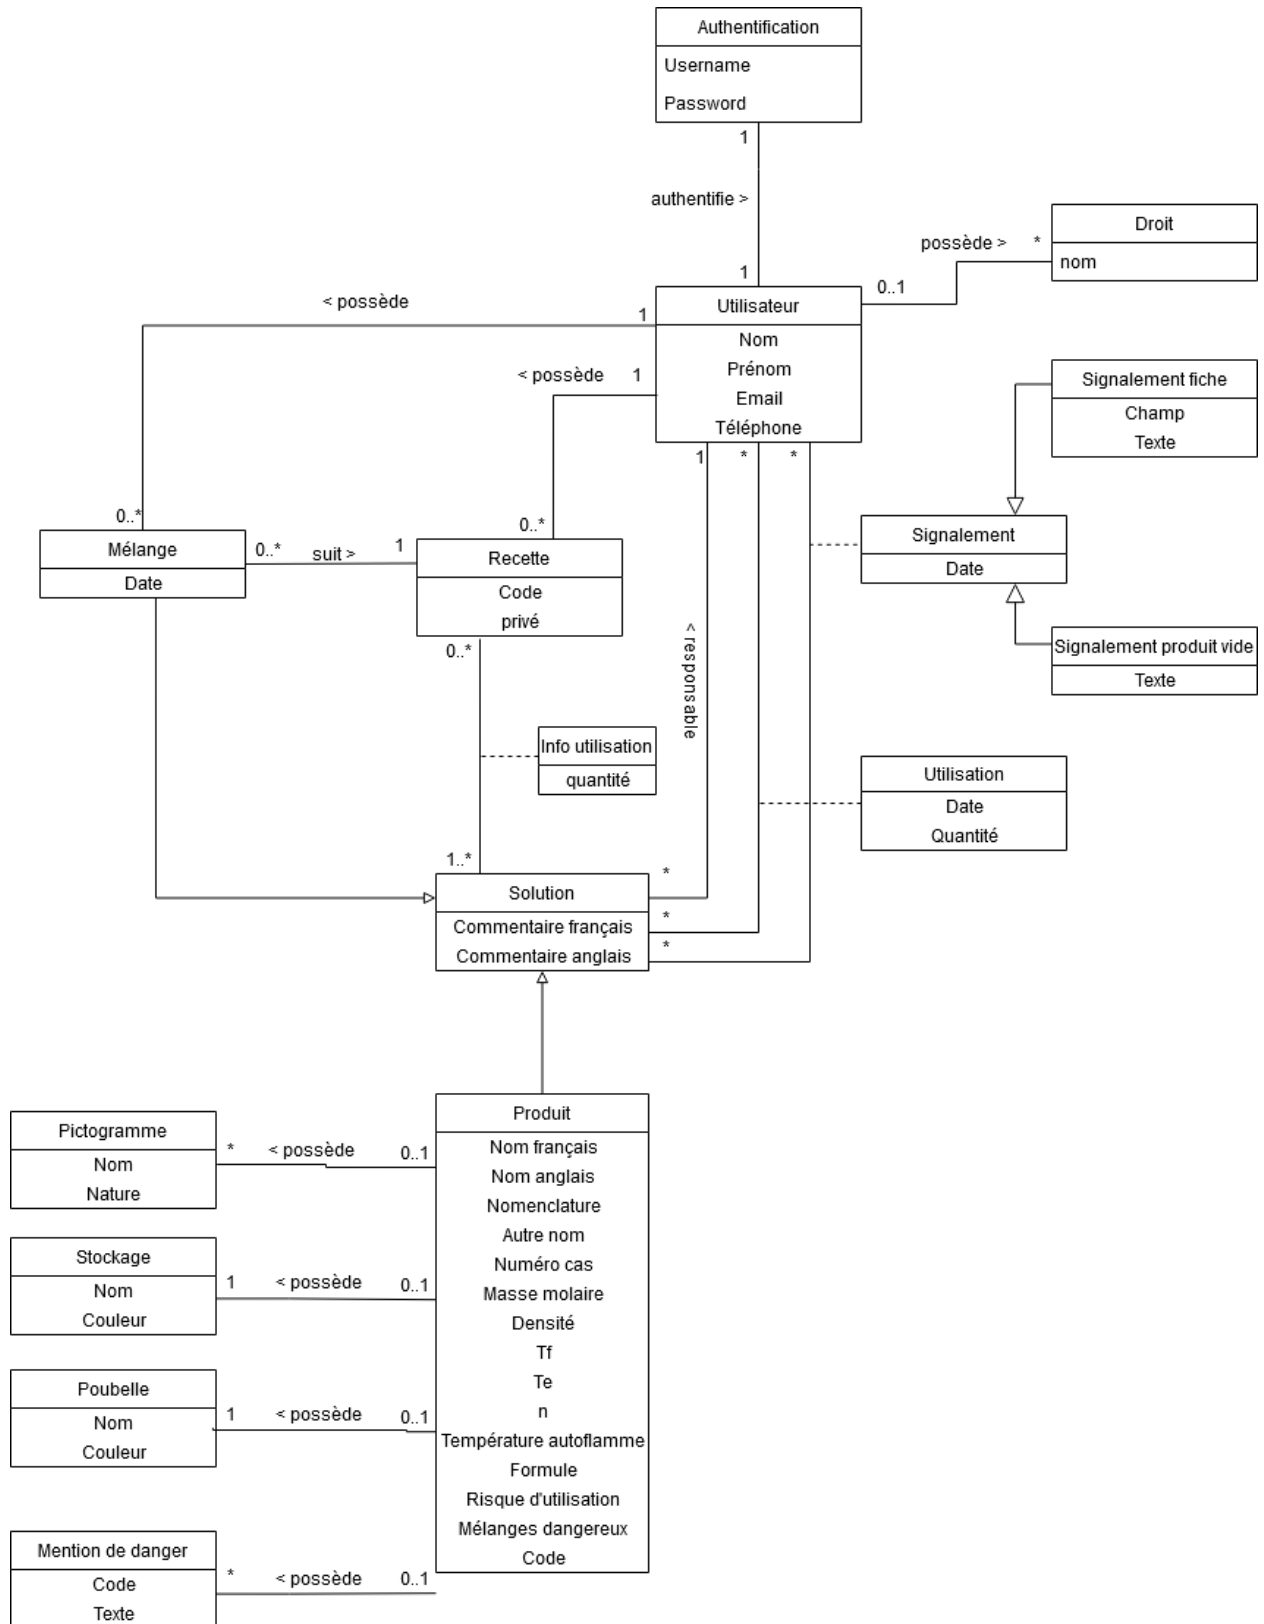 Authentification
Username
Password
1
authentifie >
1
Droit
nom
possède >
*
0..1
Utilisateur
Nom
Prénom
Email
Téléphone
< possède
1
< possède
1
Signalement fiche
Champ
Texte
1
*
*
0..*
Mélange
Date
0..*
suit >
1
0..*
Recette
Code
privé
Signalement
Date
0..*
< responsable
Signalement produit vide
Texte
Info utilisation
quantité
Utilisation
Date
Quantité
1..*
Solution
Commentaire français
Commentaire anglais
*
*
*
Produit
Nom français
Nom anglais
Nomenclature
Autre nom
Numéro cas
Masse molaire
Densité
Tf
Te
n
Température autoflamme
Formule
Risque d'utilisation
Mélanges dangereux
Code
Pictogramme
Nom
Nature
*
< possède
0..1
Stockage
Nom
Couleur
1
< possède
0..1
Poubelle
Nom
Couleur
1
< possède
0..1
Mention de danger
Code
Texte
*
< possède
0..1